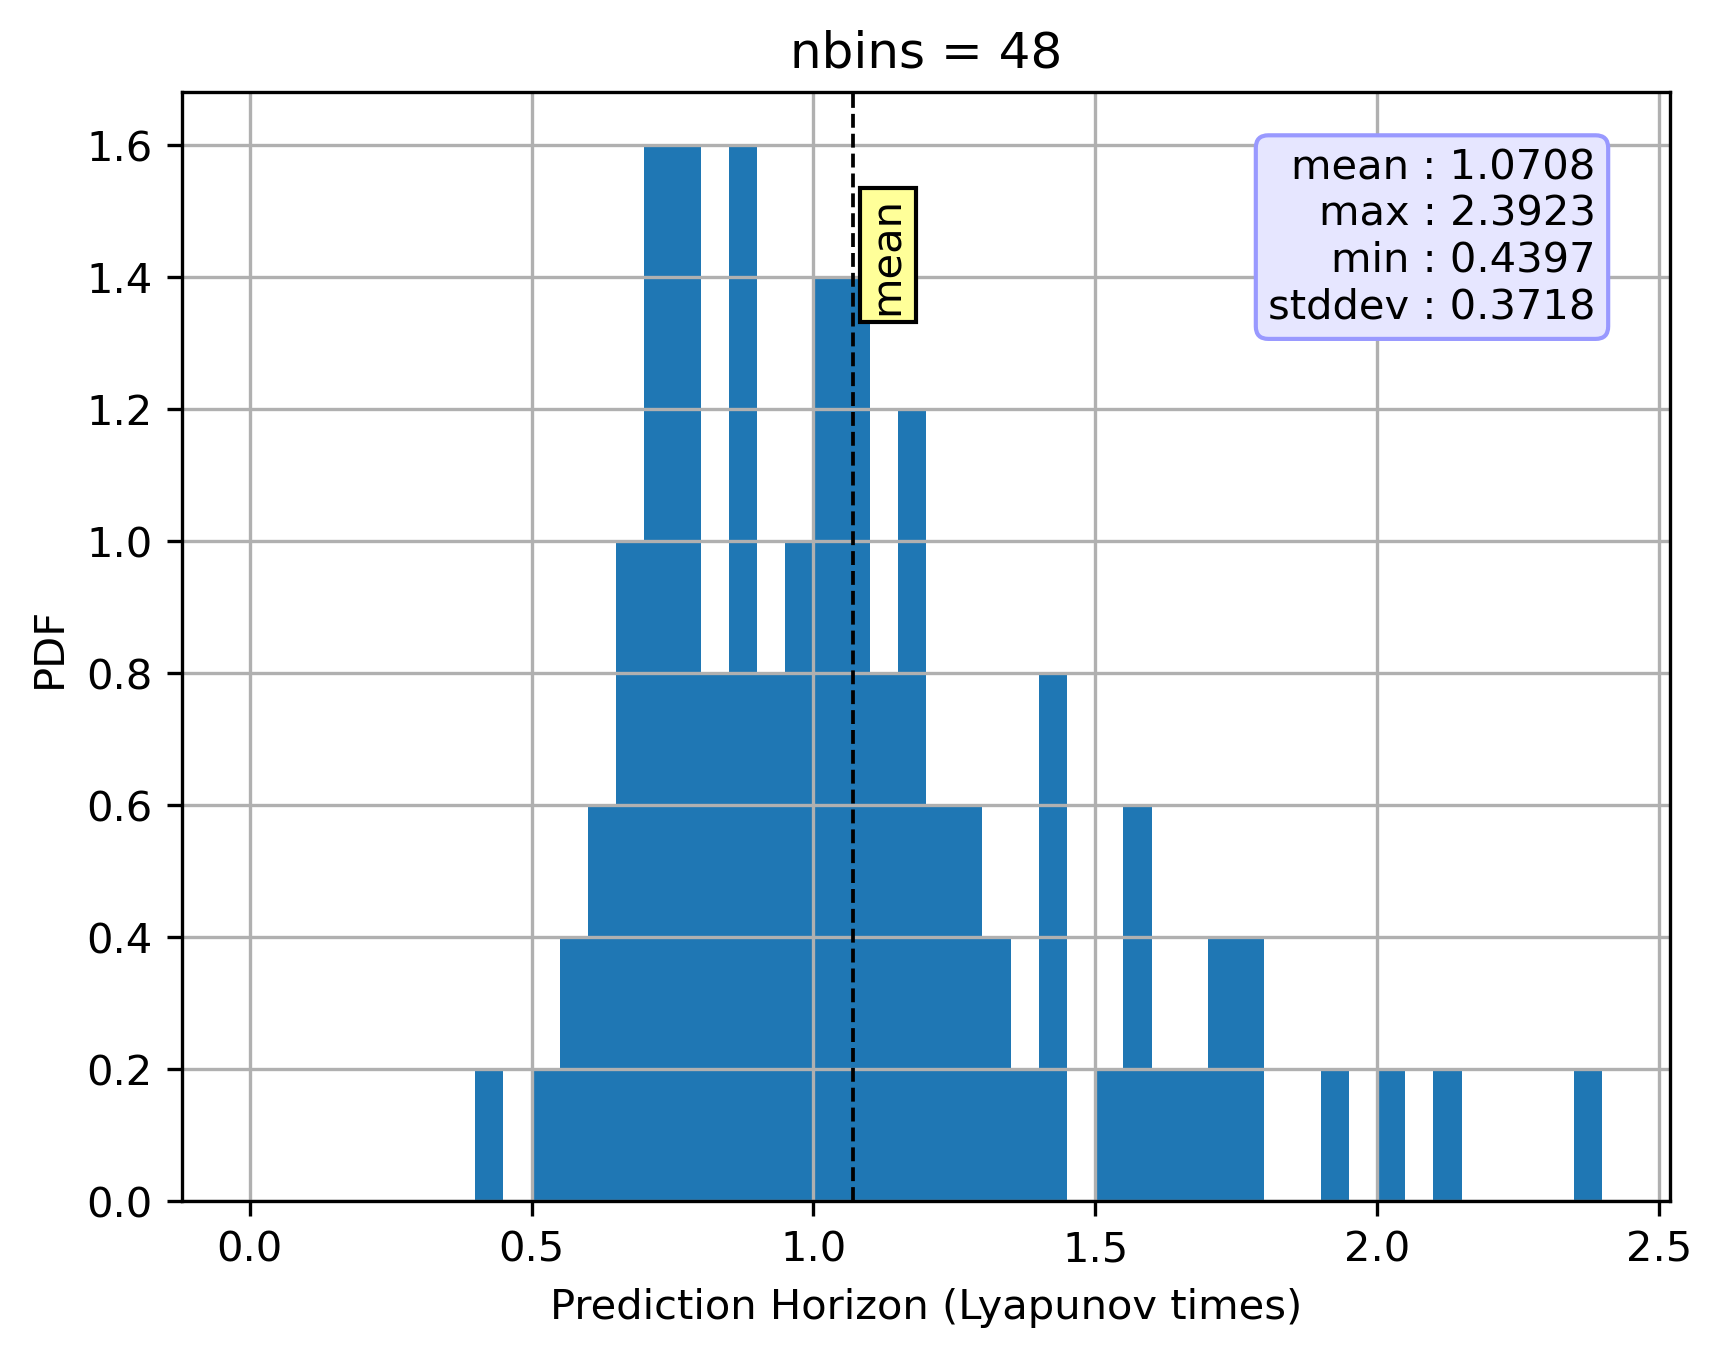 nbins = 48
mean : 1.0708
max : 2.3923
min : 0.4397
stddev : 0.3718
mean
PDF
1.6
1.4
1.2
1.0
0.8
0.6
0.4
0.2
0.0
0.0 0.5 1.0 1.5 2.0 2.5
Prediction Horizon (Lyapunov times)